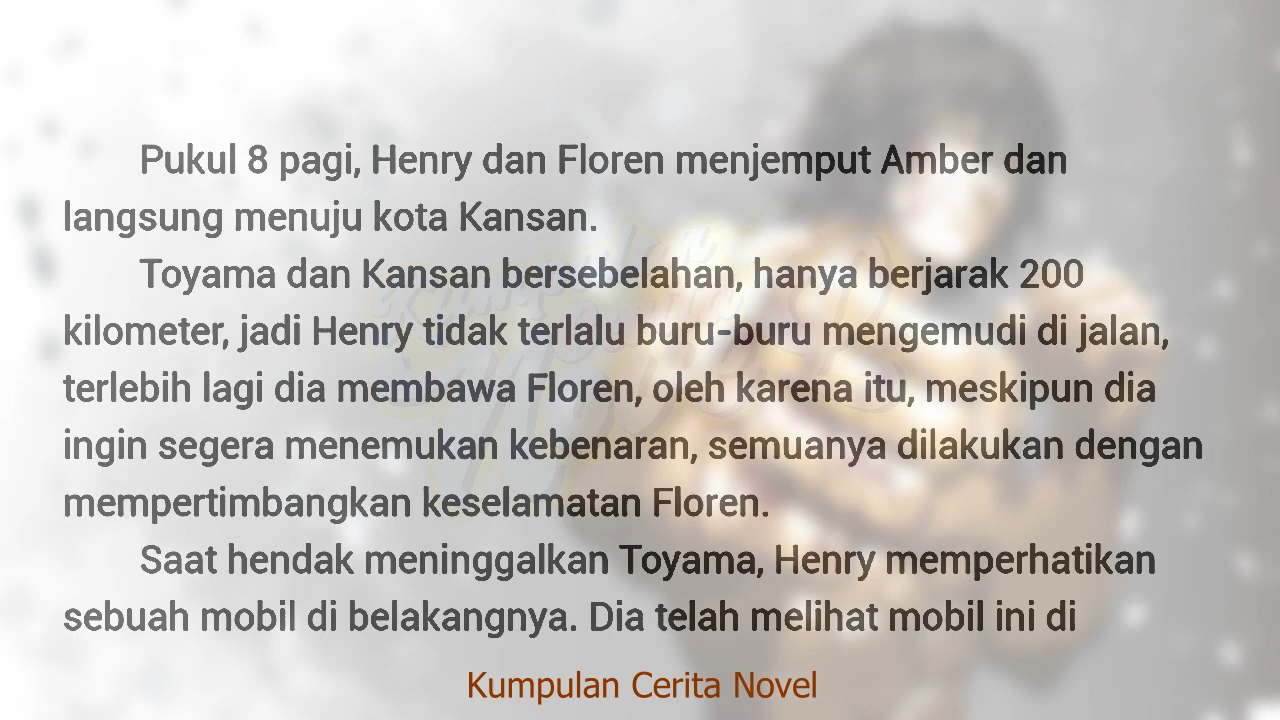 Pukul 8 pagi, Henry dan Floren menjemput Amber dan
langsung menuju kota Kansan.
Toyama dan Kansan bersebelahan, hanya berjarak 200
kilometer, jadi Henry tidak terlalu buru-buru mengemudi di jalan,
terlebih lagi dia membawa Floren, oleh karena itu, meskipun dia
ingin segera menemukan kebenaran, semuanya dilakukan dengan
mempertimbangkan keselamatan Floren.
Saat hendak meninggalkan Toyama, Henry memperhatikan
sebuah mobil di belakangnya. Dia telah melihat mobil ini di
Kumpulan Cerita Novel